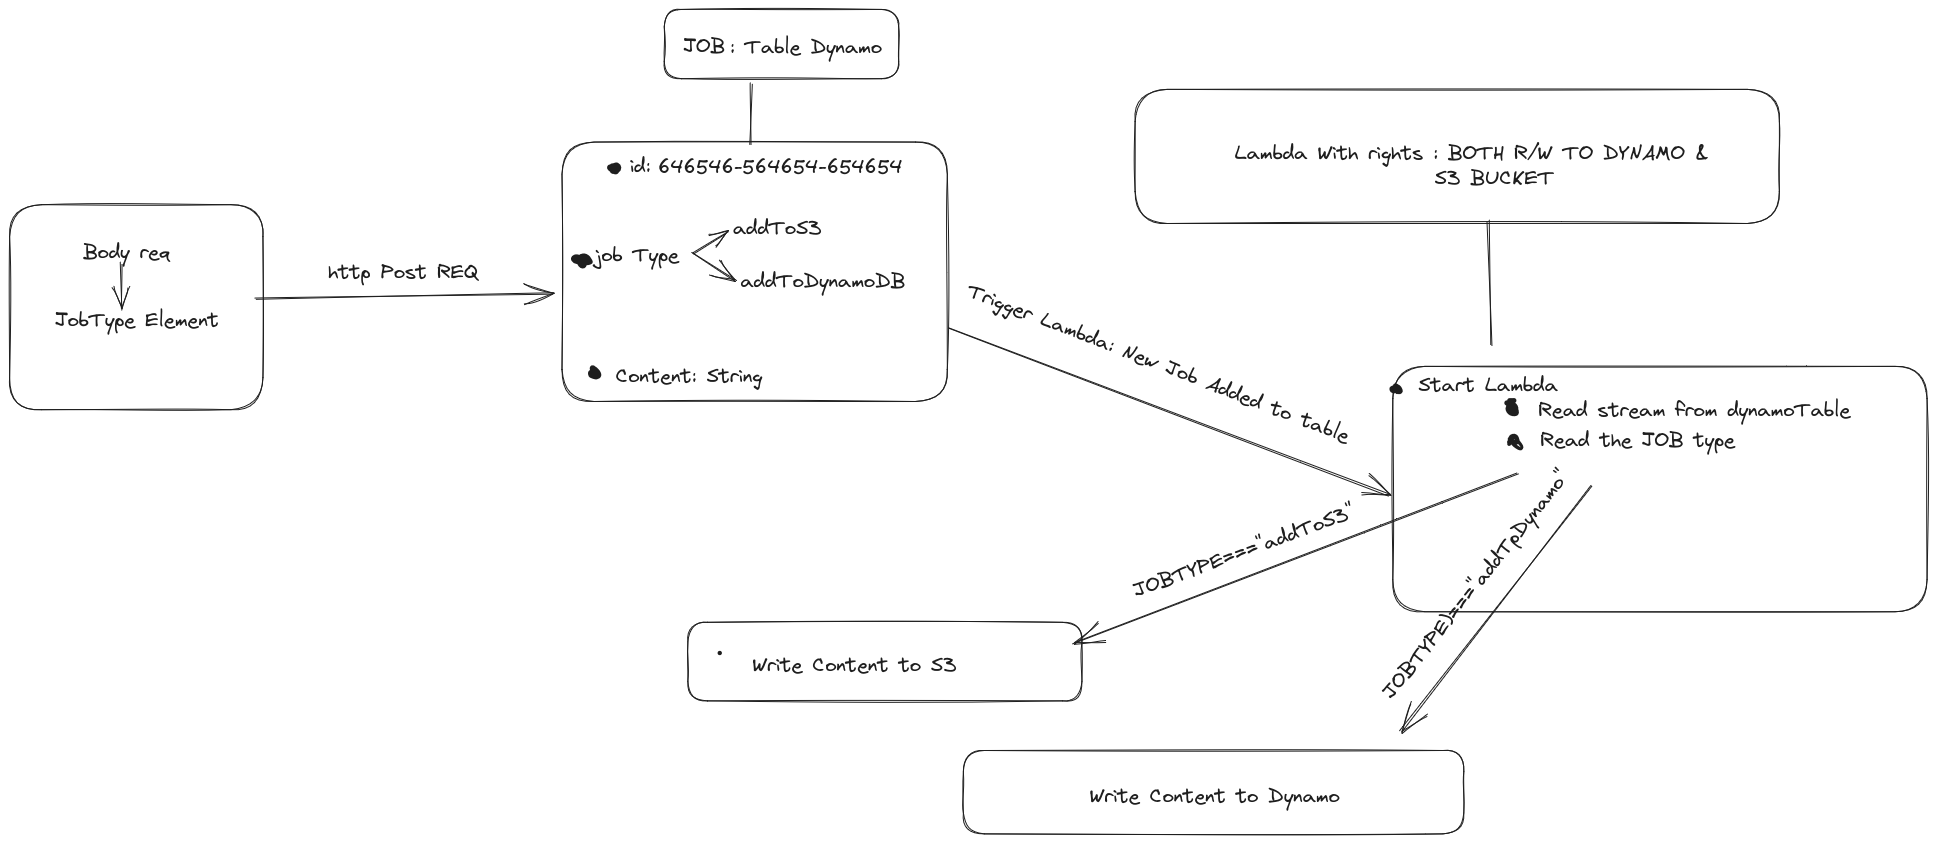 JOB: Table Dynamo
id: 646546-564654-654654
job Type
addToS3
addToDynamoDB
Content: String
Body req
JobType Element
http Post REQ
Lambda With rights : BOTH R/W TO DYNAMO &
S3 BUCKET
Trigger Lambda: New Job Added to table
Start Lambda
Read stream from dynamoTable
Read the JOB type
JOBTYPE==="addToS3"
JOBTYPE)==="addTpDynamo"
Write Content to S3
Write Content to Dynamo